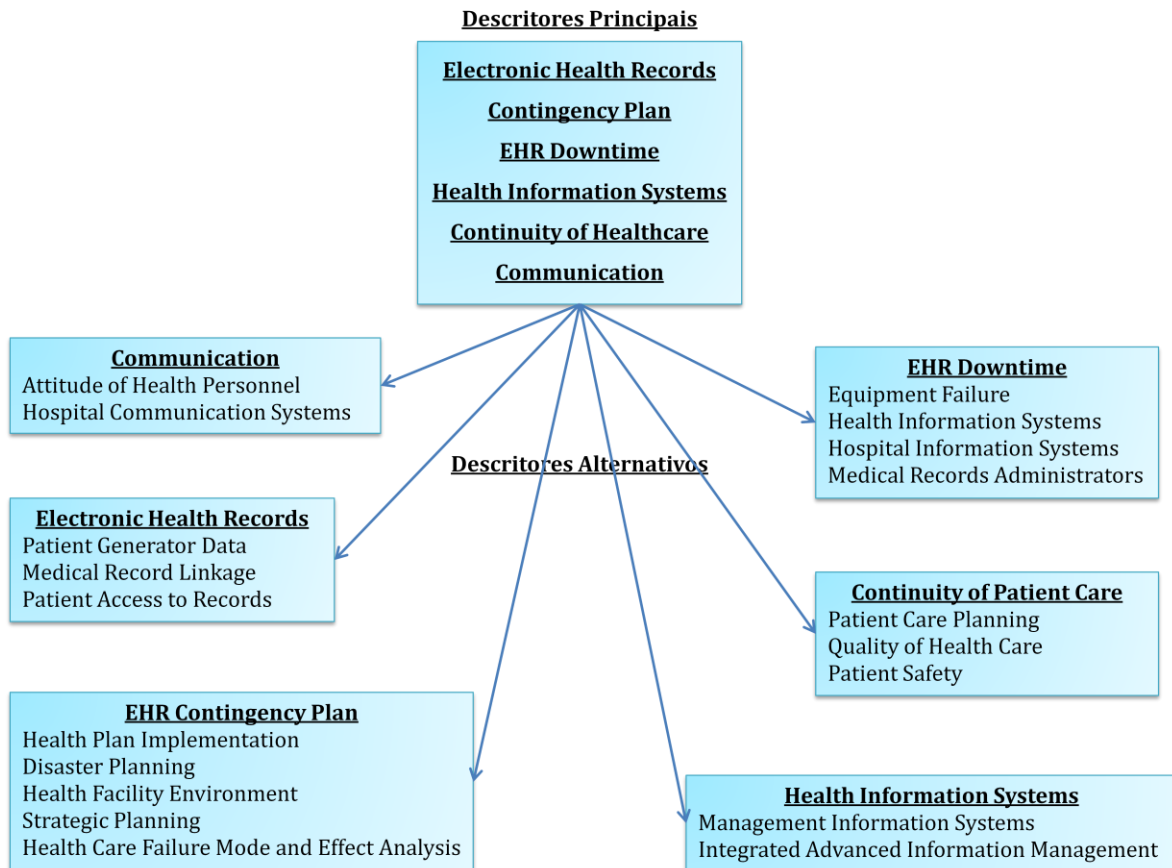 Descritores Principais
Electronic Health Records
Contingency Plan
EHR Downtime
Health Information Systems
Continuity of Healthcare
Communication
Communication
Attitude of Health Personnel
Hospital Communication Systems
EHR Downtime
Equipment Failure
Health Information Systems
Hospital Information Systems
Medical Records Administrators
Descritores Alternativos
Electronic Health Records
Patient Generator Data
Medical Record Linkage
Patient Access to Records
Continuity of Patient Care
Patient Care Planning
Quality of Health Care
Patient Safety
EHR Contingency Plan
Health Plan Implementation
Disaster Planning
Health Facility Environment
Strategic Planning
Health Care Failure Mode and Effect Analysis
Health Information Systems
Management Information Systems
Integrated Advanced Information Management